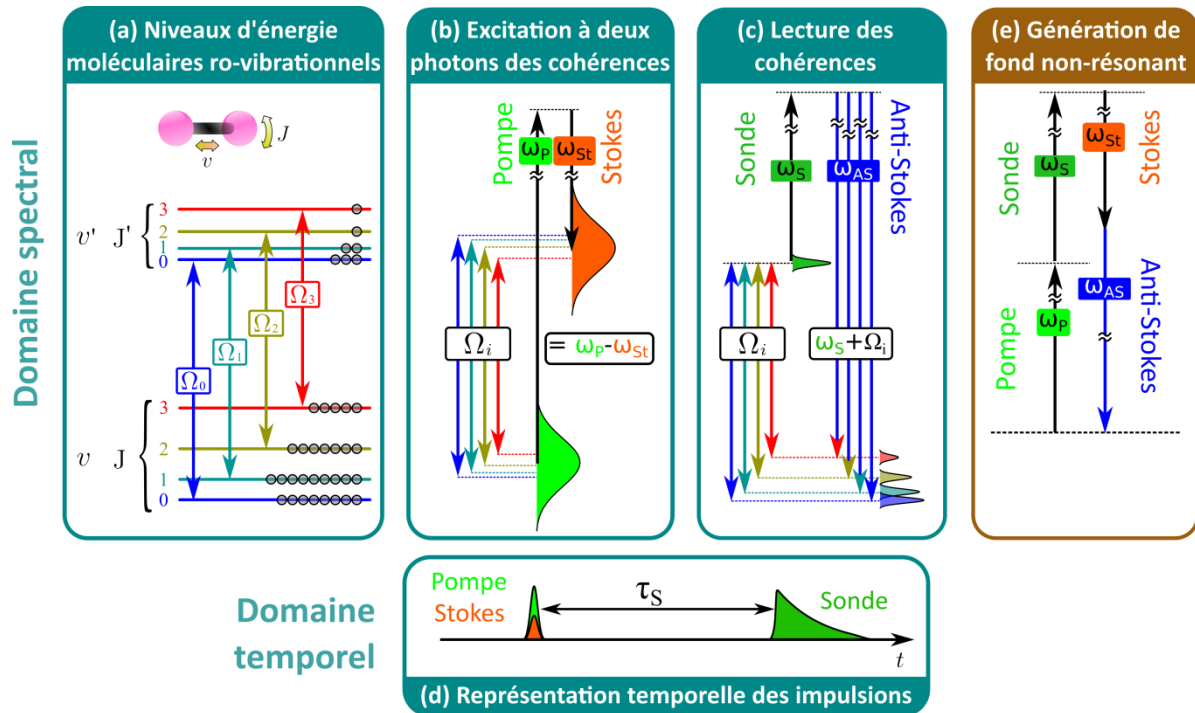 Domaine spectral
(a) Niveaux d'énergie
moléculaires ro-vibrationnels
J
v
v' J'
3
2
1
0
Ω3
Ω2
Ω1
Ω0
v J
3
2
1
0
(b) Excitation à deux
photons des cohérences
Pompe
ωP
ωSt
Stokes
Ωi
= ωP-ωSt
(c) Lecture des
cohérences
Sonde
ωS
ωAS
Anti-Stokes
Ωi
ωS+Ωi
(e) Génération de
fond non-résonant
Sonde
ωS
ωSt
Stokes
Pompe
ωP
ωAS
Anti-Stokes
Domaine
temporel
Pompe
Stokes
τS
Sonde
t
(d) Représentation temporelle des impulsions